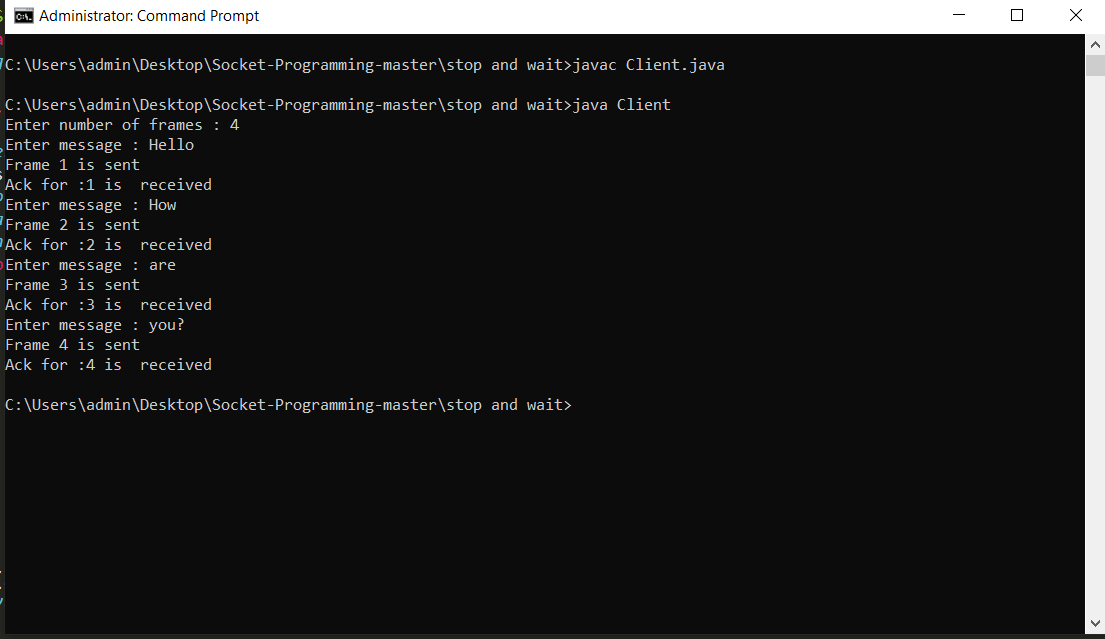 Administrator: Command Prompt
C:\Users\admin\Desktop\Socket-Programming-master\stop and wait>javac Client.java
C:\Users\admin\Desktop\Socket-Programming-master\stop and wait>java Client
Enter number of frames : 4
Enter message : Hello
Frame 1 is sent
Ack for :1 is  received
Enter message : How
Frame 2 is sent
Ack for :2 is  received
Enter message : are
Frame 3 is sent
Ack for :3 is  received
Enter message : you?
Frame 4 is sent
Ack for :4 is  received
C:\Users\admin\Desktop\Socket-Programming-master\stop and wait>